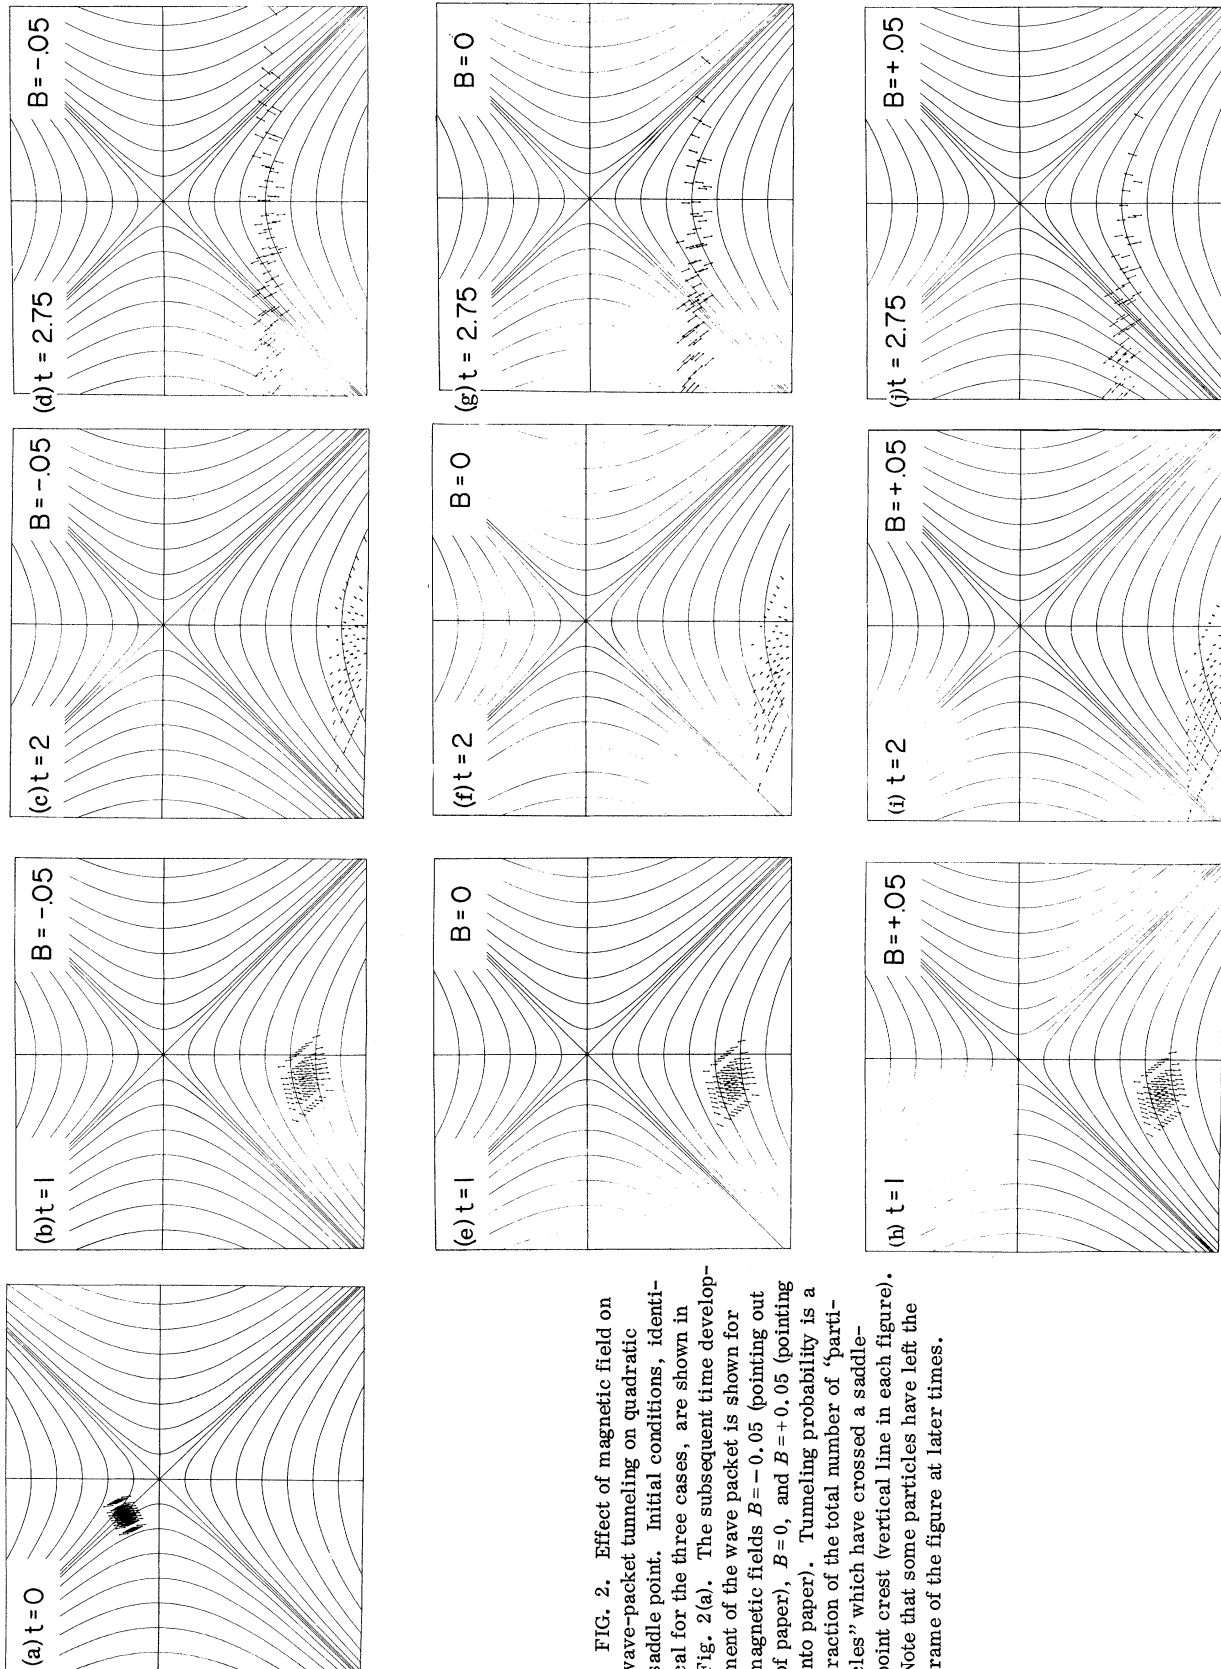 (a) t = 0
(b) t = 1
B = -.05
(c) t = 2
B = -.05
(d) t = 2.75
B = -.05
(e) t = 1
B = 0
(f) t = 2
B = 0
(g) t = 2.75
B = 0
(h) t = 1
B = +.05
(i) t = 2
B = +.05
(j) t = 2.75
B = +.05
FIG. 2. Effect of magnetic field on
wave-packet tunneling on quadratic
saddle point. Initial conditions, identi-
cal for the three cases, are shown in
Fig. 2(a). The subsequent time develop-
ment of the wave packet is shown for
magnetic fields B = -0.05 (pointing out
of paper), B = 0, and B = +0.05 (pointing
nto paper). Tunneling probability is a
raction of the total number of "parti-
cles" which have crossed a saddle-
point crest (vertical line in each figure).
Note that some particles have left the
rame of the figure at later times.